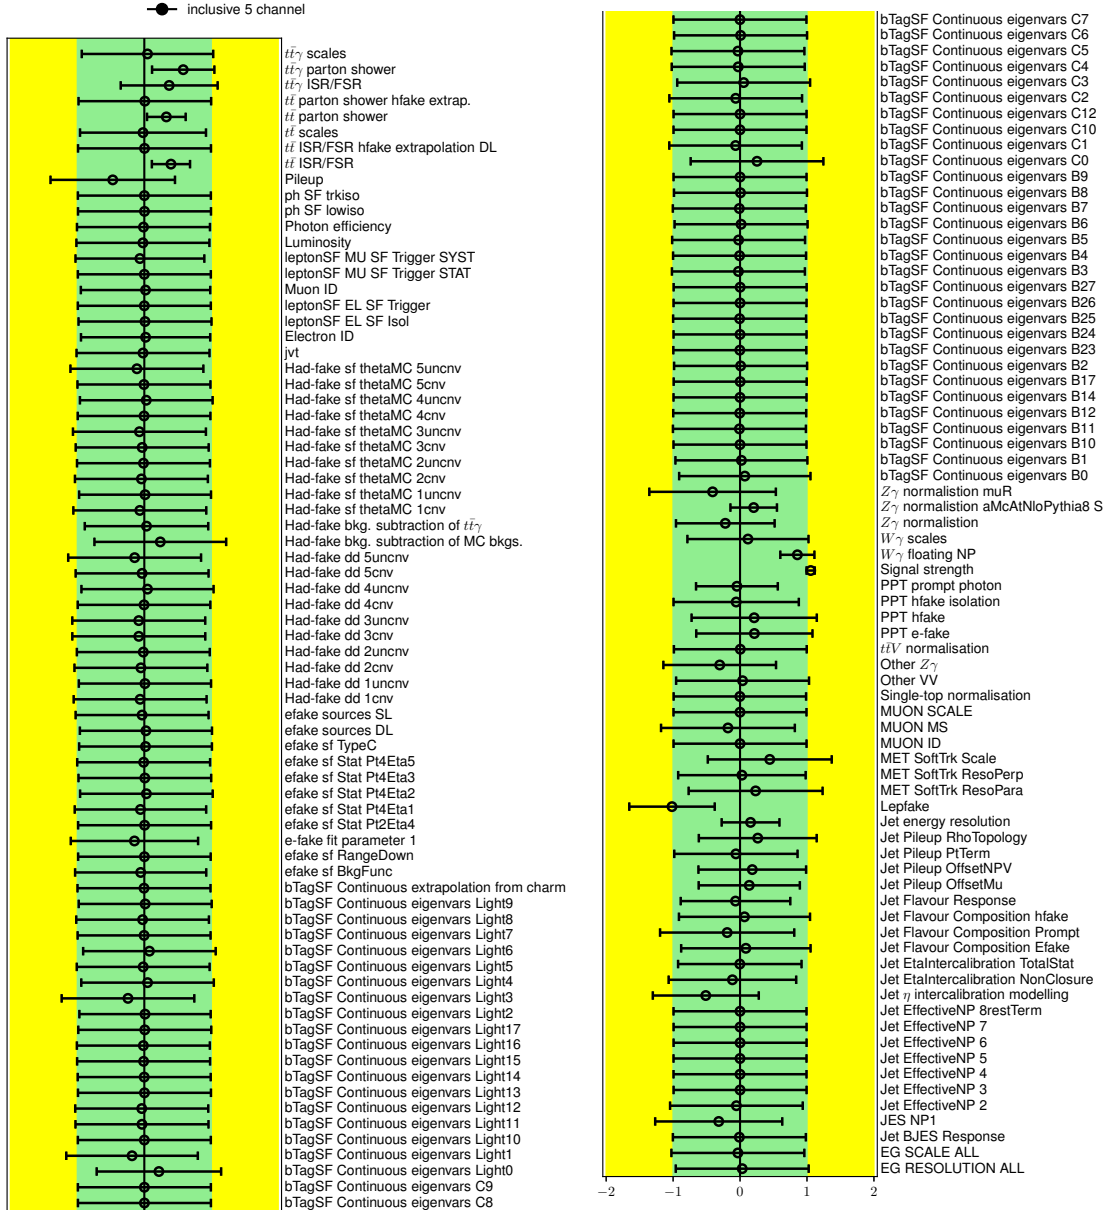 inclusive 5 channel
tt̄γ scales
tt̄γ parton shower
tt̄γ ISR/FSR
tt̄ parton shower hfake extrap.
tt̄ parton shower
tt̄ scales
tt̄ ISR/FSR hfake extrapolation DL
tt̄ ISR/FSR
Pileup
ph SF trkiso
ph SF lowiso
Photon efficiency
Luminosity
leptonSF MU SF Trigger SYST
leptonSF MU SF Trigger STAT
Muon ID
leptonSF EL SF Trigger
leptonSF EL SF Isol
Electron ID
jvt
Had-fake sf thetaMC 5uncnv
Had-fake sf thetaMC 5cnv
Had-fake sf thetaMC 4uncnv
Had-fake sf thetaMC 4cnv
Had-fake sf thetaMC 3uncnv
Had-fake sf thetaMC 3cnv
Had-fake sf thetaMC 2uncnv
Had-fake sf thetaMC 2cnv
Had-fake sf thetaMC 1uncnv
Had-fake sf thetaMC 1cnv
Had-fake bkg. subtraction of tt̄γ
Had-fake bkg. subtraction of MC bkgs.
Had-fake dd 5uncnv
Had-fake dd 5cnv
Had-fake dd 4uncnv
Had-fake dd 4cnv
Had-fake dd 3uncnv
Had-fake dd 3cnv
Had-fake dd 2uncnv
Had-fake dd 2cnv
Had-fake dd 1uncnv
Had-fake dd 1cnv
efake sources SL
efake sources DL
efake sf TypeC
efake sf Stat Pt4Eta5
efake sf Stat Pt4Eta3
efake sf Stat Pt4Eta2
efake sf Stat Pt4Eta1
efake sf Stat Pt2Eta4
e-fake fit parameter 1
efake sf RangeDown
efake sf BkgFunc
bTagSF Continuous extrapolation from charm
bTagSF Continuous eigenvars Light9
bTagSF Continuous eigenvars Light8
bTagSF Continuous eigenvars Light7
bTagSF Continuous eigenvars Light6
bTagSF Continuous eigenvars Light5
bTagSF Continuous eigenvars Light4
bTagSF Continuous eigenvars Light3
bTagSF Continuous eigenvars Light2
bTagSF Continuous eigenvars Light17
bTagSF Continuous eigenvars Light16
bTagSF Continuous eigenvars Light15
bTagSF Continuous eigenvars Light14
bTagSF Continuous eigenvars Light13
bTagSF Continuous eigenvars Light12
bTagSF Continuous eigenvars Light11
bTagSF Continuous eigenvars Light10
bTagSF Continuous eigenvars Light1
bTagSF Continuous eigenvars Light0
bTagSF Continuous eigenvars C9
bTagSF Continuous eigenvars C8
bTagSF Continuous eigenvars C7
bTagSF Continuous eigenvars C6
bTagSF Continuous eigenvars C5
bTagSF Continuous eigenvars C4
bTagSF Continuous eigenvars C3
bTagSF Continuous eigenvars C2
bTagSF Continuous eigenvars C12
bTagSF Continuous eigenvars C10
bTagSF Continuous eigenvars C1
bTagSF Continuous eigenvars C0
bTagSF Continuous eigenvars B9
bTagSF Continuous eigenvars B8
bTagSF Continuous eigenvars B7
bTagSF Continuous eigenvars B6
bTagSF Continuous eigenvars B5
bTagSF Continuous eigenvars B4
bTagSF Continuous eigenvars B3
bTagSF Continuous eigenvars B27
bTagSF Continuous eigenvars B26
bTagSF Continuous eigenvars B25
bTagSF Continuous eigenvars B24
bTagSF Continuous eigenvars B23
bTagSF Continuous eigenvars B2
bTagSF Continuous eigenvars B17
bTagSF Continuous eigenvars B14
bTagSF Continuous eigenvars B12
bTagSF Continuous eigenvars B11
bTagSF Continuous eigenvars B10
bTagSF Continuous eigenvars B1
bTagSF Continuous eigenvars B0
Zγ normalistion muR
Zγ normalistion aMcAtNloPythia8 S
Zγ normalistion
Wγ scales
Wγ floating NP
Signal strength
PPT prompt photon
PPT hfake isolation
PPT hfake
PPT e-fake
tt̄V normalisation
Other Zγ
Other VV
Single-top normalisation
MUON SCALE
MUON MS
MUON ID
MET SoftTrk Scale
MET SoftTrk ResoPerp
MET SoftTrk ResoPara
Lepfake
Jet energy resolution
Jet Pileup RhoTopology
Jet Pileup PtTerm
Jet Pileup OffsetNPV
Jet Pileup OffsetMu
Jet Flavour Response
Jet Flavour Composition hfake
Jet Flavour Composition Prompt
Jet Flavour Composition Efake
Jet EtaIntercalibration TotalStat
Jet EtaIntercalibration NonClosure
Jet η intercalibration modelling
Jet EffectiveNP 8restTerm
Jet EffectiveNP 7
Jet EffectiveNP 6
Jet EffectiveNP 5
Jet EffectiveNP 4
Jet EffectiveNP 3
Jet EffectiveNP 2
JES NP1
Jet BJES Response
EG SCALE ALL
EG RESOLUTION ALL
−2 −1 0 1 2